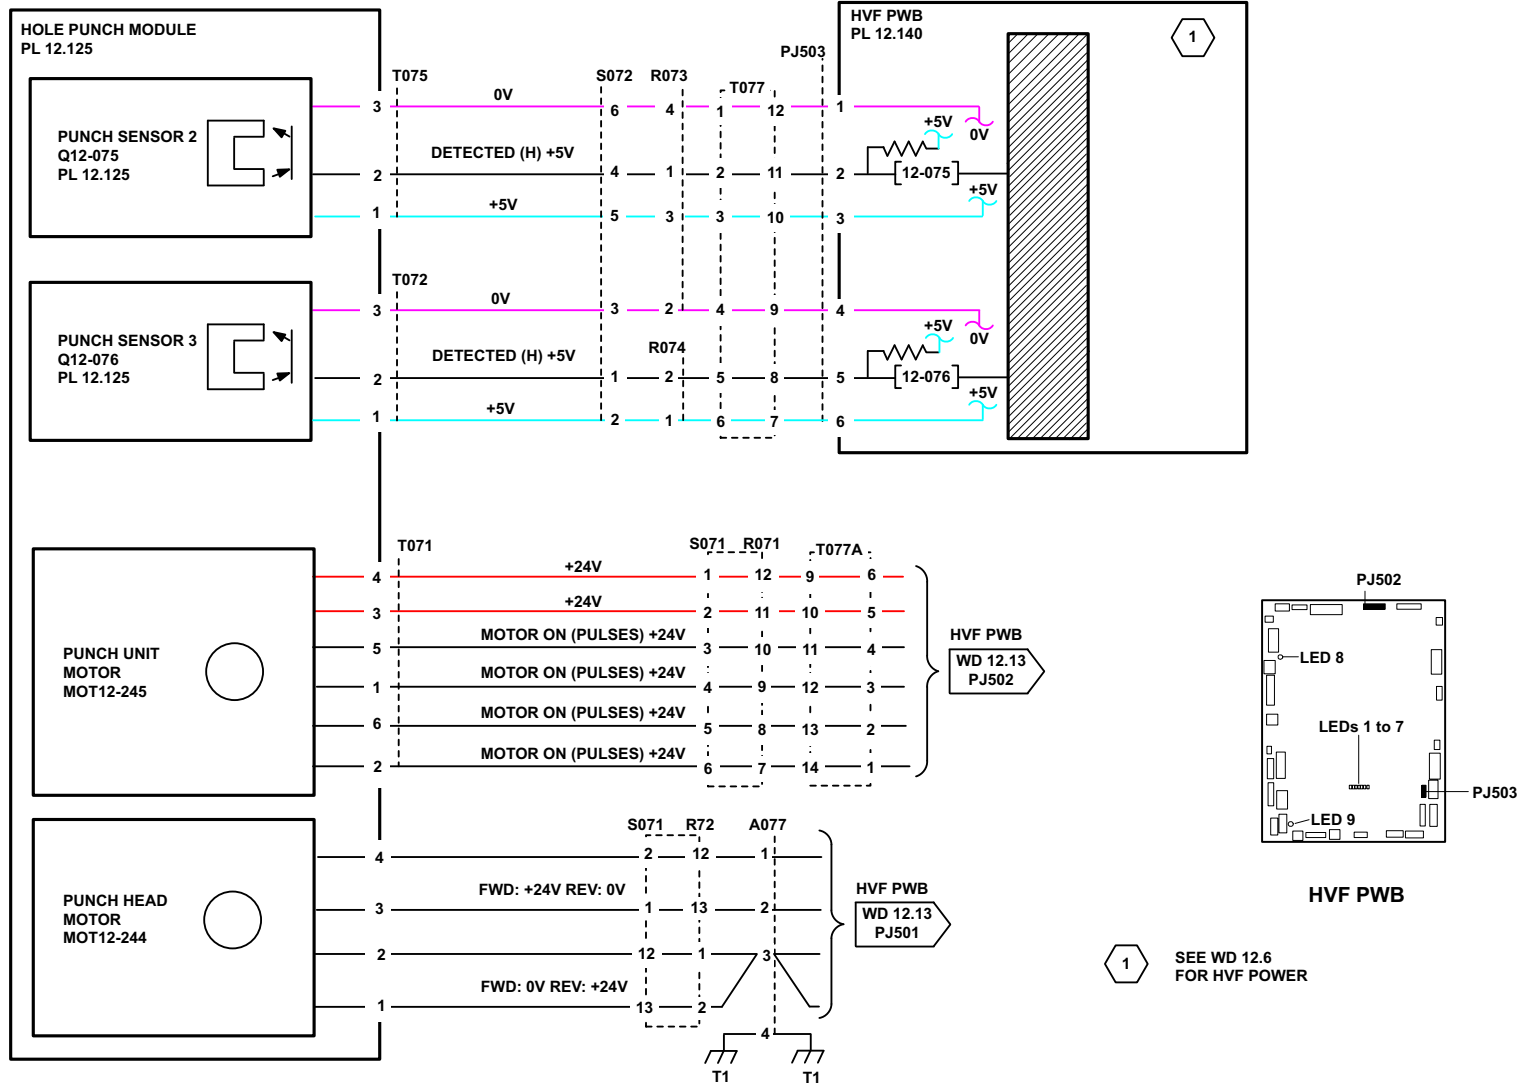 HOLE PUNCH MODULE
PL 12.125
HVF PWB
PL 12.140
1
PJ503
T075
S072 R073
T077
PUNCH SENSOR 2
Q12-075
PL 12.125
3 0V 6 4 1 12 1
+5V
0V
2 DETECTED (H) +5V 4 1 2 11 2 12-075
+5V
1 +5V 5 3 3 10 3
T072
PUNCH SENSOR 3
Q12-076
PL 12.125
3 0V 3 2 4 9 4
+5V
0V
R074
2 DETECTED (H) +5V 1 2 5 8 5 12-076
+5V
1 +5V 2 1 6 7 6
T071
S071 R071
T077A
PUNCH UNIT
MOTOR
MOT12-245
4 +24V 1 12 9 6
3 +24V 2 11 10 5
5 MOTOR ON (PULSES) +24V 3 10 11 4
1 MOTOR ON (PULSES) +24V 4 9 12 3
6 MOTOR ON (PULSES) +24V 5 8 13 2
2 MOTOR ON (PULSES) +24V 6 7 14 1
HVF PWB
WD 12.13
PJ502
S071 R72 A077
PUNCH HEAD
MOTOR
MOT12-244
4 2 12 1
3 FWD: +24V REV: 0V 1 13 2
2 12 1 3
1 FWD: 0V REV: +24V 13 2
4
T1 T1
HVF PWB
WD 12.13
PJ501
PJ502
LED 8
LEDs 1 to 7
PJ503
LED 9
HVF PWB
1
SEE WD 12.6
FOR HVF POWER